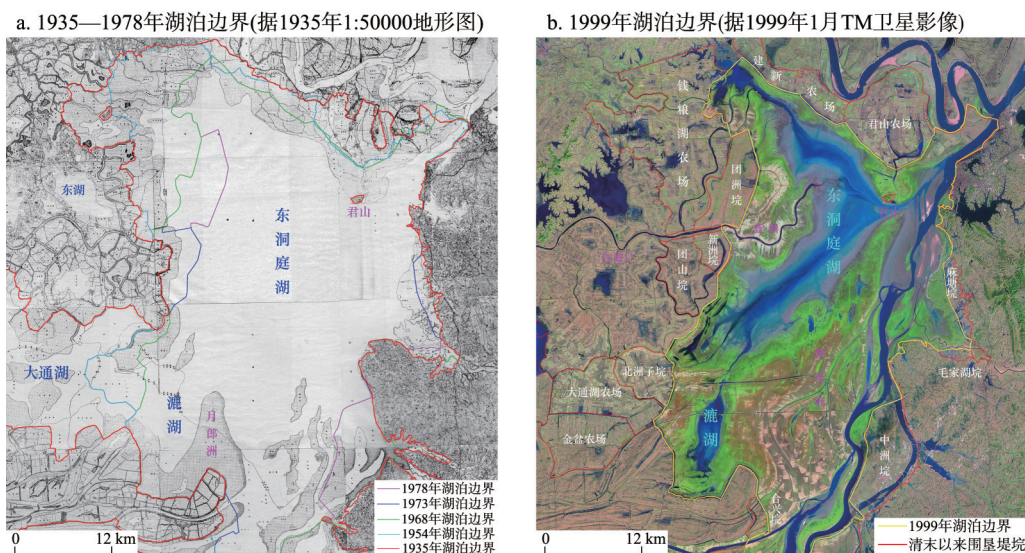 a. 1935—1978年湖泊边界(据1935年1:50000地形图)
东湖
君山
东洞庭湖
大通湖
漉湖
月郎洲
1978年湖泊边界
1973年湖泊边界
1968年湖泊边界
1954年湖泊边界
1935年湖泊边界
0 12 km
b. 1999年湖泊边界(据1999年1月TM卫星影像)
建新农场
钱粮湖农场
君山农场
团洲垸
东洞庭湖
新洲垸
团山垸
麻塘垸
北洲子垸
毛家湖垸
大通湖农场
漉湖
金盆农场
中洲垸
1999年湖泊边界
清末以来围垦堤垸
0 12 km